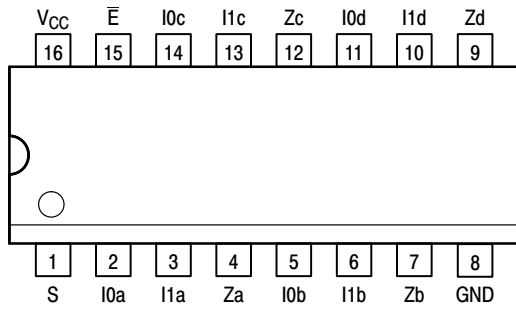 V_CC E̅ I0c I1c Zc I0d I1d Zd
16 15 14 13 12 11 10 9
1 2 3 4 5 6 7 8
S I0a I1a Za I0b I1b Zb GND